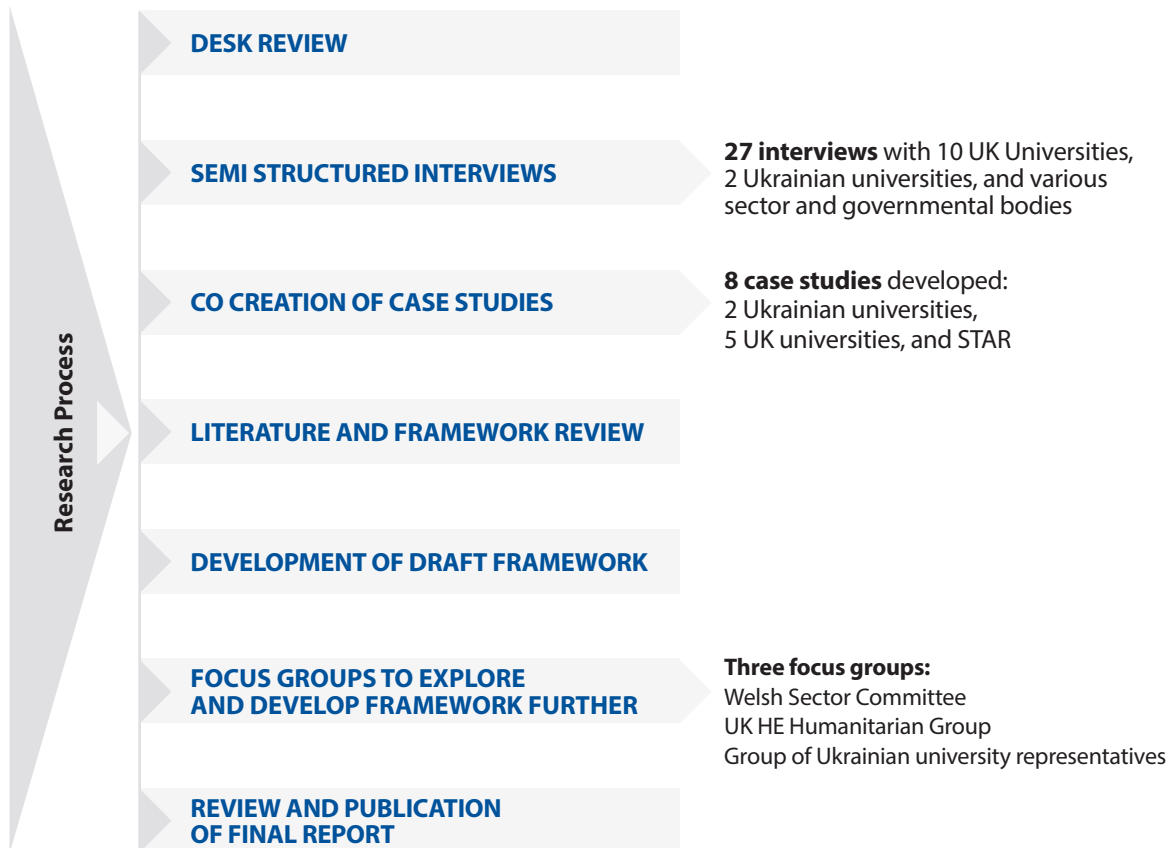 Research Process
DESK REVIEW
SEMI STRUCTURED INTERVIEWS
27 interviews with 10 UK Universities,
2 Ukrainian universities, and various
sector and governmental bodies
CO CREATION OF CASE STUDIES
8 case studies developed:
2 Ukrainian universities,
5 UK universities, and STAR
LITERATURE AND FRAMEWORK REVIEW
DEVELOPMENT OF DRAFT FRAMEWORK
FOCUS GROUPS TO EXPLORE
AND DEVELOP FRAMEWORK FURTHER
Three focus groups:
Welsh Sector Committee
UK HE Humanitarian Group
Group of Ukrainian university representatives
REVIEW AND PUBLICATION
OF FINAL REPORT